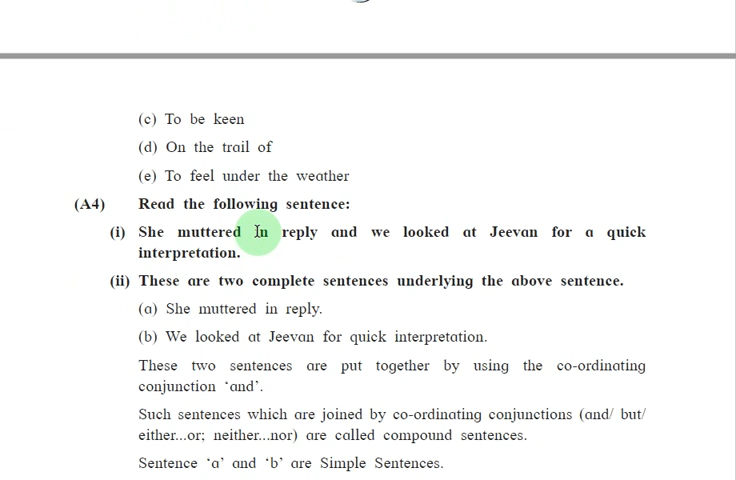 (c) To be keen
(d) On the trail of
(e) To feel under the weather
(A4) Read the following sentence:
(i) She muttered in reply and we looked at Jeevan for a quick
interpretation.
(ii) These are two complete sentences underlying the above sentence.
(a) She muttered in reply.
(b) We looked at Jeevan for quick interpretation.
These two sentences are put together by using the co-ordinating
conjunction ‘and’.
Such sentences which are joined by co-ordinating conjunctions (and/ but/
either...or; neither...nor) are called compound sentences.
Sentence ‘a’ and ‘b’ are Simple Sentences.